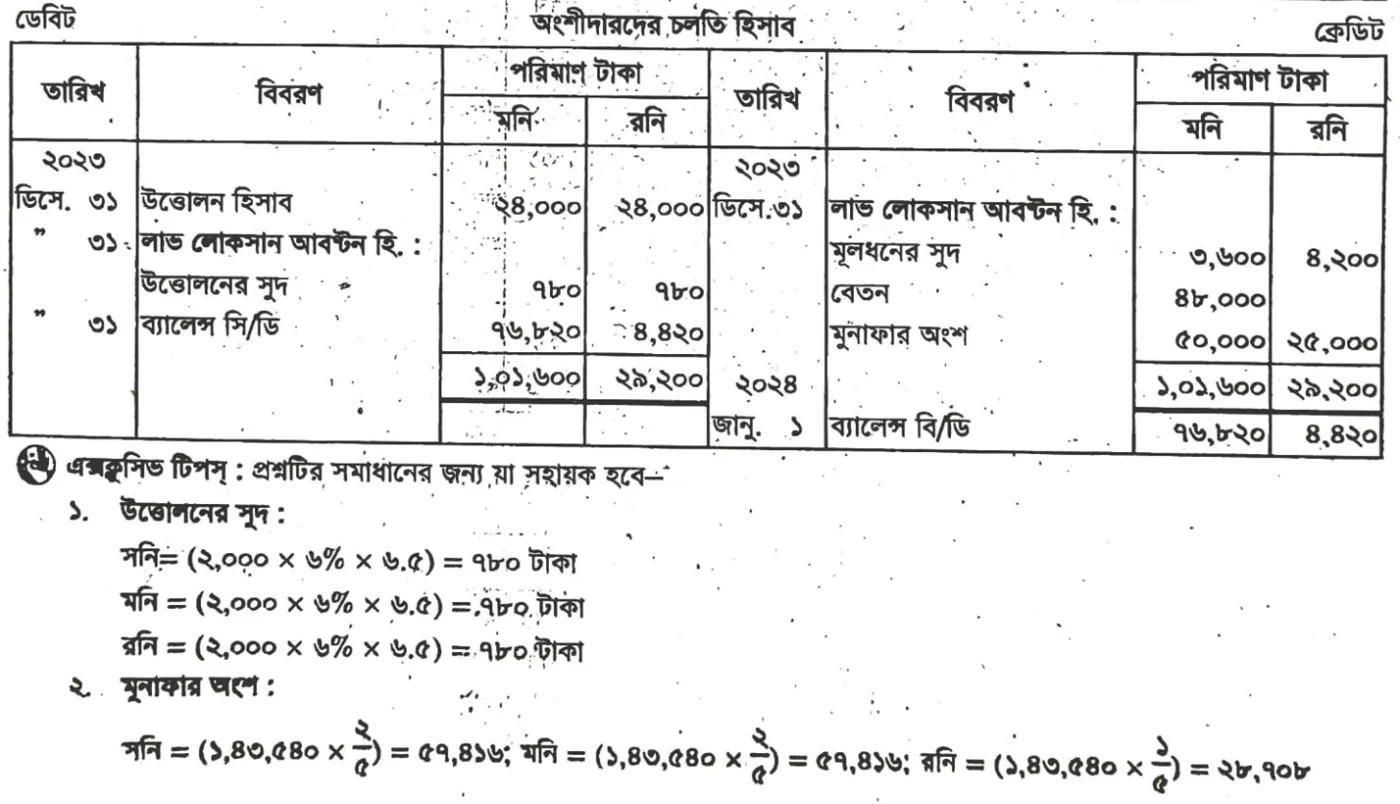 ডেবিট অংশীদারদের চলতি হিসাব ক্রেডিট
তারিখ বিবরণ পরিমাণ টাকা তারিখ বিবরণ পরিমাণ টাকা
মনি রনি মনি রনি
২০২৩ ২০২৩
ডিসে. ৩১ উত্তোলন হিসাব ২৪,০০০ ২৪,০০০ ডিসে. ৩১ লাভ লোকসান আবণ্টন হি. :
" ৩১ লাভ লোকসান আবণ্টন হি. : মূলধনের সুদ ৩,৬০০ ৪,২০০
উত্তোলনের সুদ ৭৮০ ৭৮০ বেতন ৪৮,০০০
" ৩১ ব্যালেন্স সি/ডি ৭৬,৮২০ ৪,৪২০ মুনাফার অংশ ৫০,০০০ ২৫,০০০
১,০১,৬০০ ২৯,২০০ ২০২৪ ১,০১,৬০০ ২৯,২০০
জানু. ১ ব্যালেন্স বি/ডি ৭৬,৮২০ ৪,৪২০
এক্সক্লুসিভ টিপস্ : প্রশ্নটির সমাধানের জন্য যা সহায়ক হবে—
১. উত্তোলনের সুদ :
সনি= (২,০০০ × ৬% × ৬.৫) = ৭৮০ টাকা
মনি = (২,০০০ × ৬% × ৬.৫) = ৭৮০ টাকা
রনি = (২,০০০ × ৬% × ৬.৫) = ৭৮০ টাকা
২. মুনাফার অংশ :
সনি = (১,৪৩,৫৪০ × ২/৫) = ৫৭,৪১৬; মনি = (১,৪৩,৫৪০ × ২/৫) = ৫৭,৪১৬; রনি = (১,৪৩,৫৪০ × ১/৫) = ২৮,৭০৮